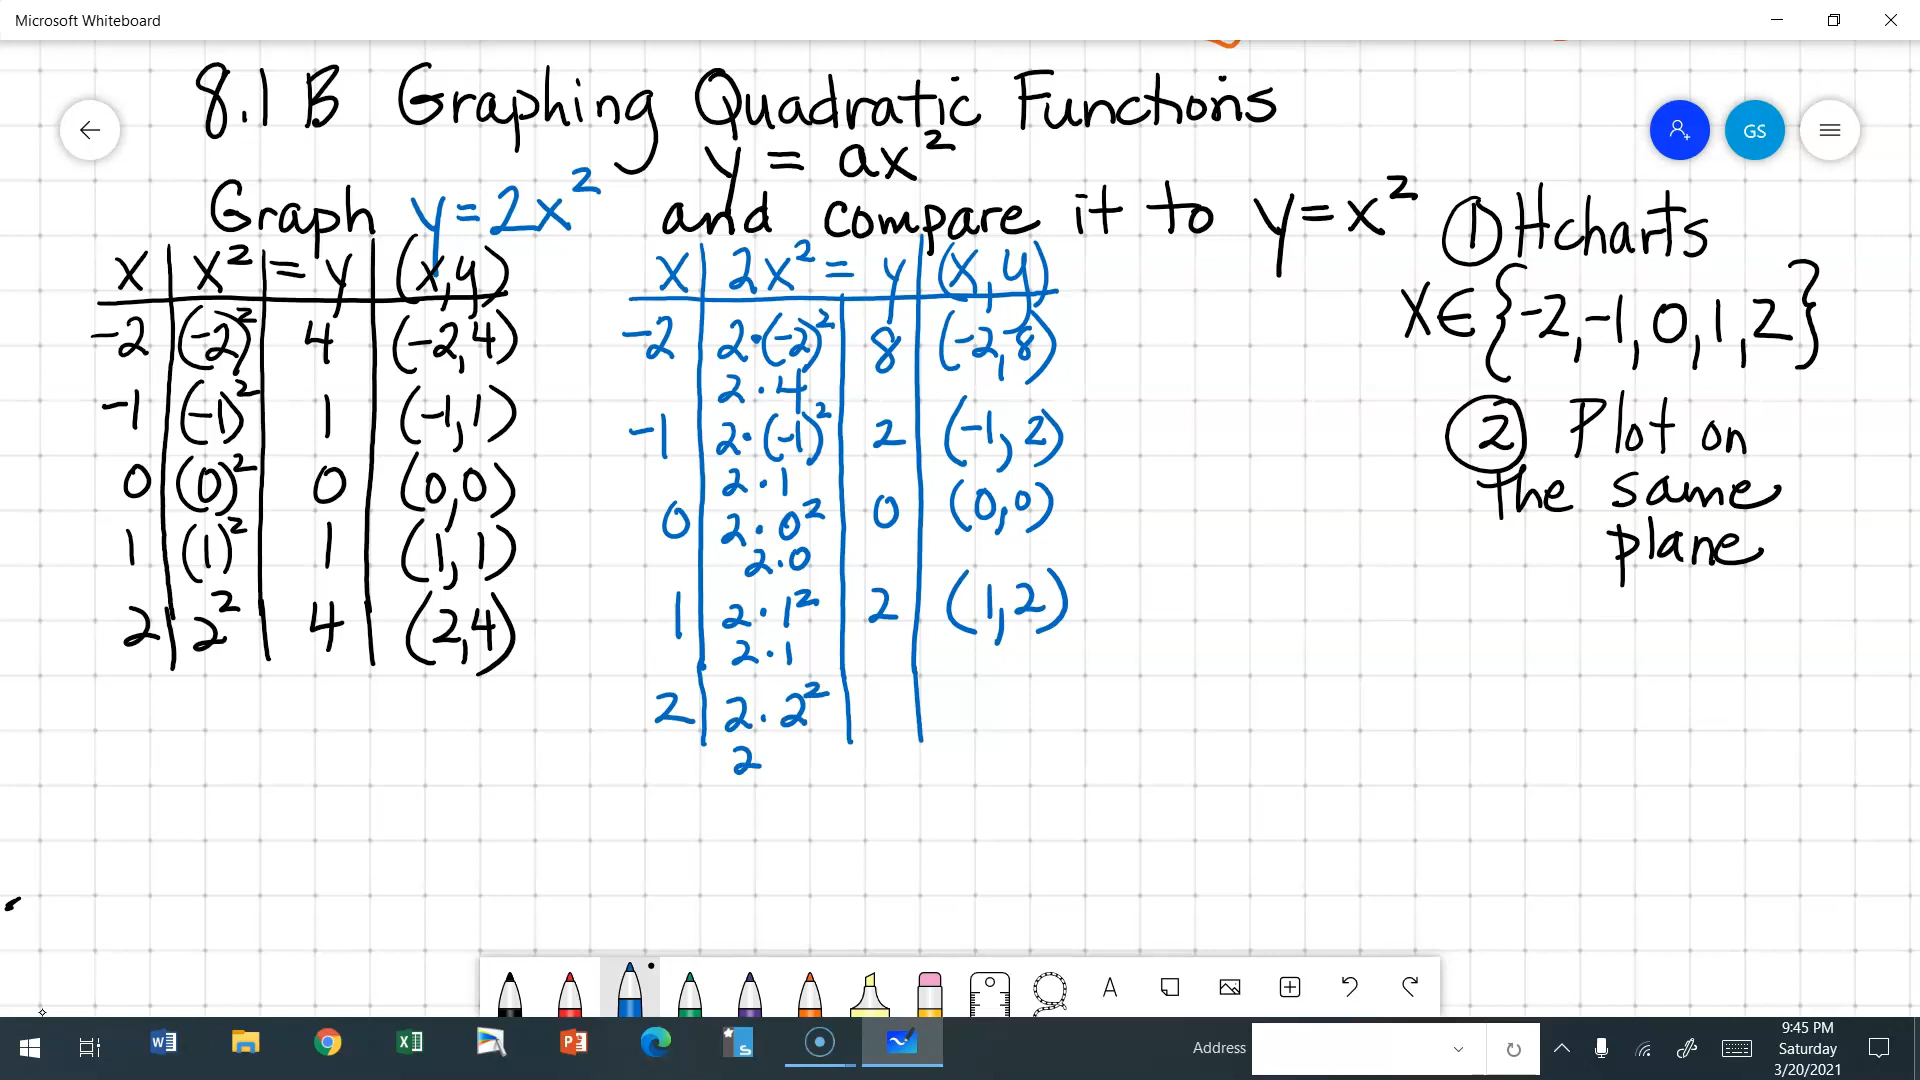 Microsoft Whiteboard
8.1 B Graphing Quadratic Functions
y = ax²
Graph y=2x² and compare it to y=x²
x | x² | = y | (x,y)
-2 | (-2)² | 4 | (-2,4)
-1 | (-1)² | 1 | (-1,1)
0 | (0)² | 0 | (0,0)
1 | (1)² | 1 | (1,1)
2 | 2² | 4 | (2,4)
x | 2x² = y | (x,y)
-2 | 2·(-2)² | 8 | (-2,8)
2·4
-1 | 2·(-1)² | 2 | (-1,2)
2·1
0 | 2·0² | 0 | (0,0)
2·0
1 | 2·1² | 2 | (1,2)
2·1
2 | 2·2²
2
① Hcharts
X∈{-2,-1,0,1,2}
② Plot on
the same
plane
GS
A
Address
9:45 PM
Saturday
3/20/2021